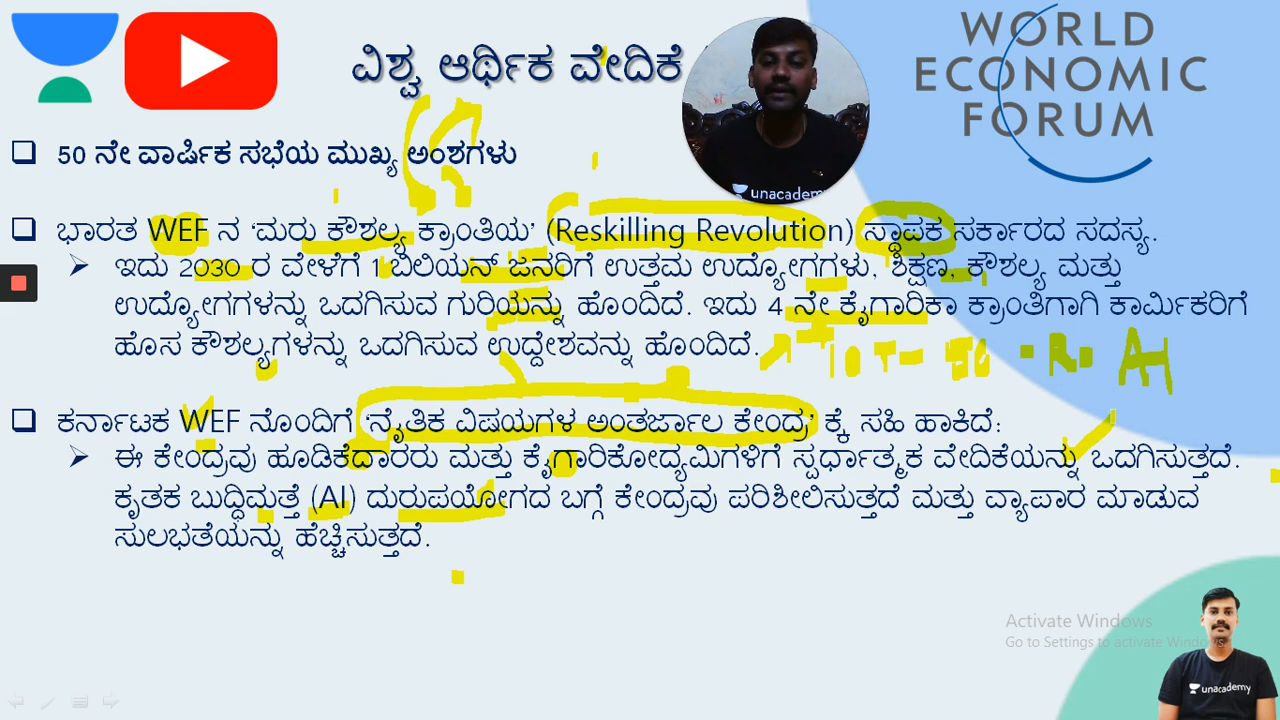 ವಿಶ್ವ ಆರ್ಥಿಕ ವೇದಿಕೆ
WORLD
ECONOMIC
FORUM
50 ನೇ ವಾರ್ಷಿಕ ಸಭೆಯ ಮುಖ್ಯ ಅಂಶಗಳು
unacademy
ಭಾರತ WEF ನ ‘ಮರು ಕೌಶಲ್ಯ ಕ್ರಾಂತಿಯ’ (Reskilling Revolution) ಸ್ಥಾಪಕ ಸರ್ಕಾರದ ಸದಸ್ಯ.
ಇದು 2030 ರ ವೇಳೆಗೆ 1 ಬಿಲಿಯನ್ ಜನರಿಗೆ ಉತ್ತಮ ಉದ್ಯೋಗಗಳು, ಶಿಕ್ಷಣ, ಕೌಶಲ್ಯ ಮತ್ತು
ಉದ್ಯೋಗಗಳನ್ನು ಒದಗಿಸುವ ಗುರಿಯನ್ನು ಹೊಂದಿದೆ. ಇದು 4 ನೇ ಕೈಗಾರಿಕಾ ಕ್ರಾಂತಿಗಾಗಿ ಕಾರ್ಮಿಕರಿಗೆ
ಹೊಸ ಕೌಶಲ್ಯಗಳನ್ನು ಒದಗಿಸುವ ಉದ್ದೇಶವನ್ನು ಹೊಂದಿದೆ.
ಕರ್ನಾಟಕ WEF ನೊಂದಿಗೆ ‘ನೈತಿಕ ವಿಷಯಗಳ ಅಂತರ್ಜಾಲ ಕೇಂದ್ರ’ ಕ್ಕೆ ಸಹಿ ಹಾಕಿದೆ:
ಈ ಕೇಂದ್ರವು ಹೂಡಿಕೆದಾರರು ಮತ್ತು ಕೈಗಾರಿಕೋದ್ಯಮಿಗಳಿಗೆ ಸ್ಪರ್ಧಾತ್ಮಕ ವೇದಿಕೆಯನ್ನು ಒದಗಿಸುತ್ತದೆ.
ಕೃತಕ ಬುದ್ಧಿಮತ್ತೆ (AI) ದುರುಪಯೋಗದ ಬಗ್ಗೆ ಕೇಂದ್ರವು ಪರಿಶೀಲಿಸುತ್ತದೆ ಮತ್ತು ವ್ಯಾಪಾರ ಮಾಡುವ
ಸುಲಭತೆಯನ್ನು ಹೆಚ್ಚಿಸುತ್ತದೆ.
Activate Windows
Go to Settings to activate Windows
unacademy